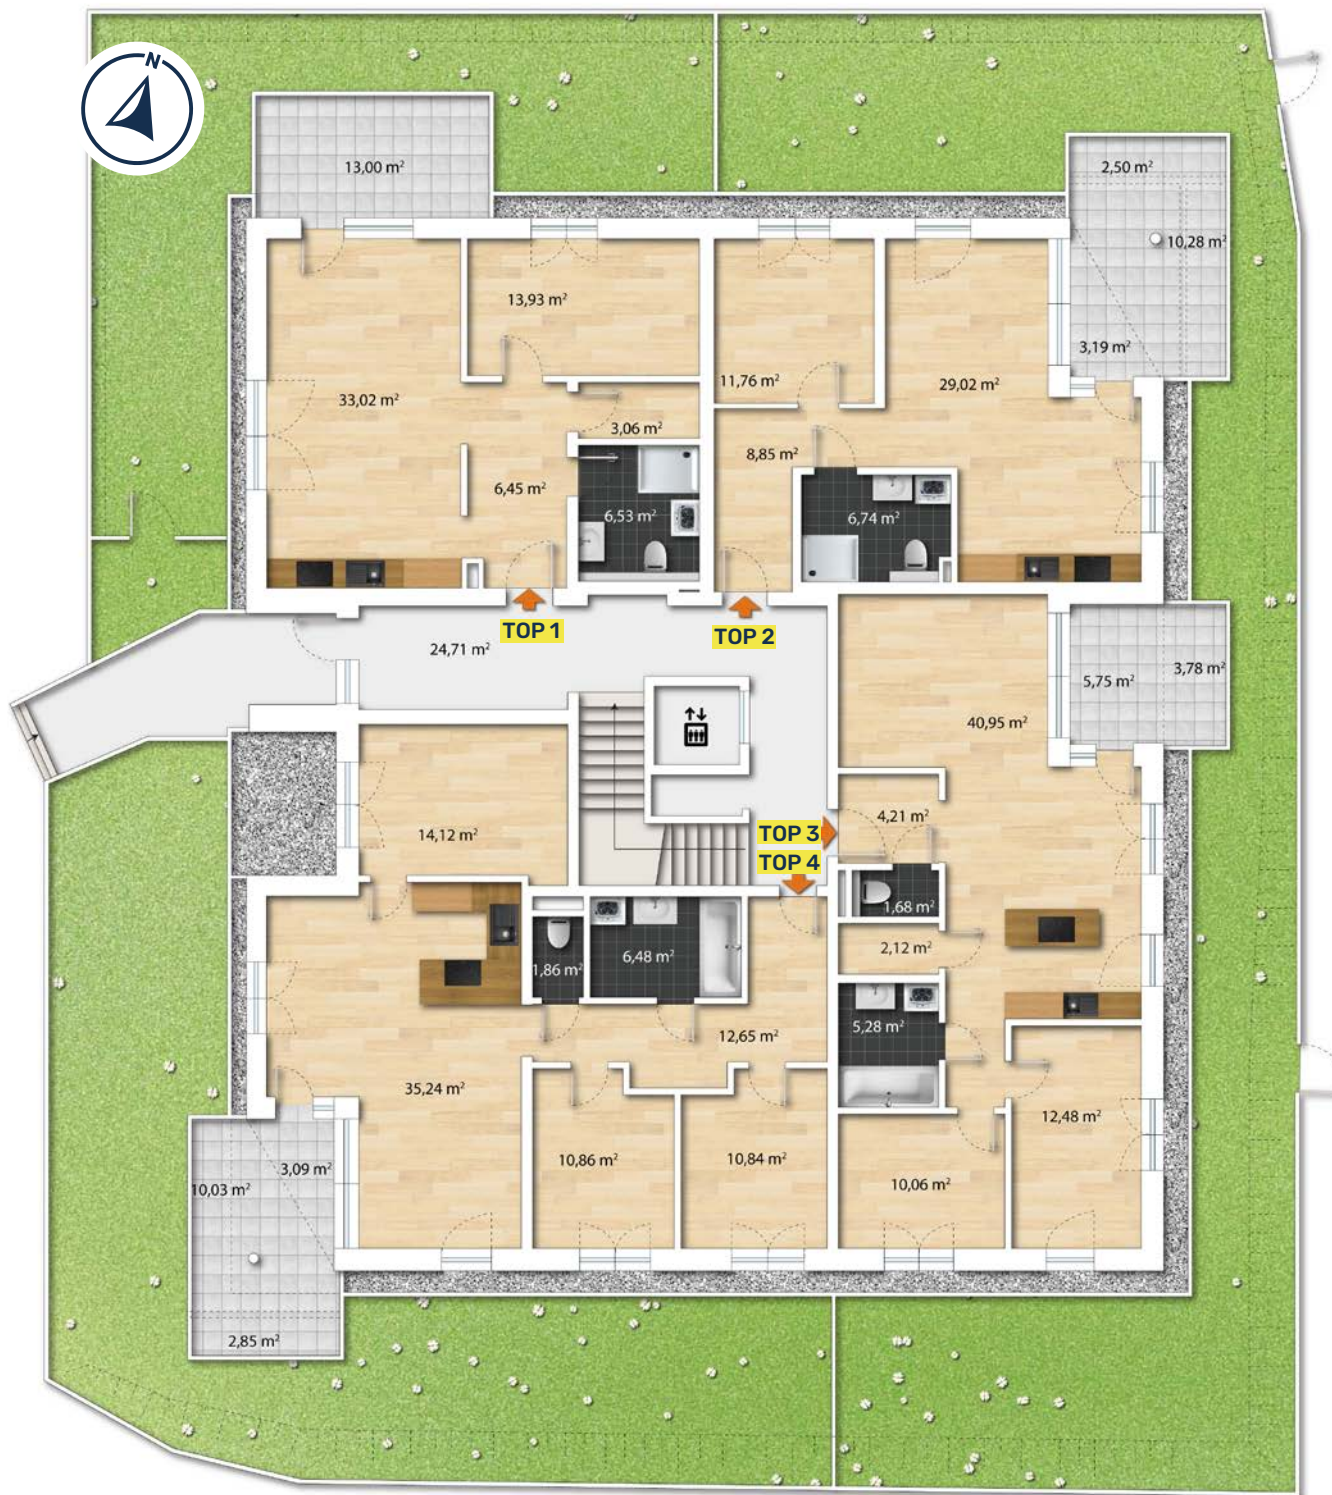 N
13,00 m²
2,50 m²
10,28 m²
13,93 m²
3,19 m²
11,76 m²
29,02 m²
33,02 m²
3,06 m²
8,85 m²
6,45 m²
6,53 m²
6,74 m²
TOP 1
TOP 2
24,71 m²
5,75 m²
3,78 m²
40,95 m²
4,21 m²
14,12 m²
TOP 3
TOP 4
1,68 m²
2,12 m²
6,48 m²
1,86 m²
5,28 m²
12,65 m²
35,24 m²
12,48 m²
10,86 m²
10,84 m²
3,09 m²
10,03 m²
10,06 m²
2,85 m²